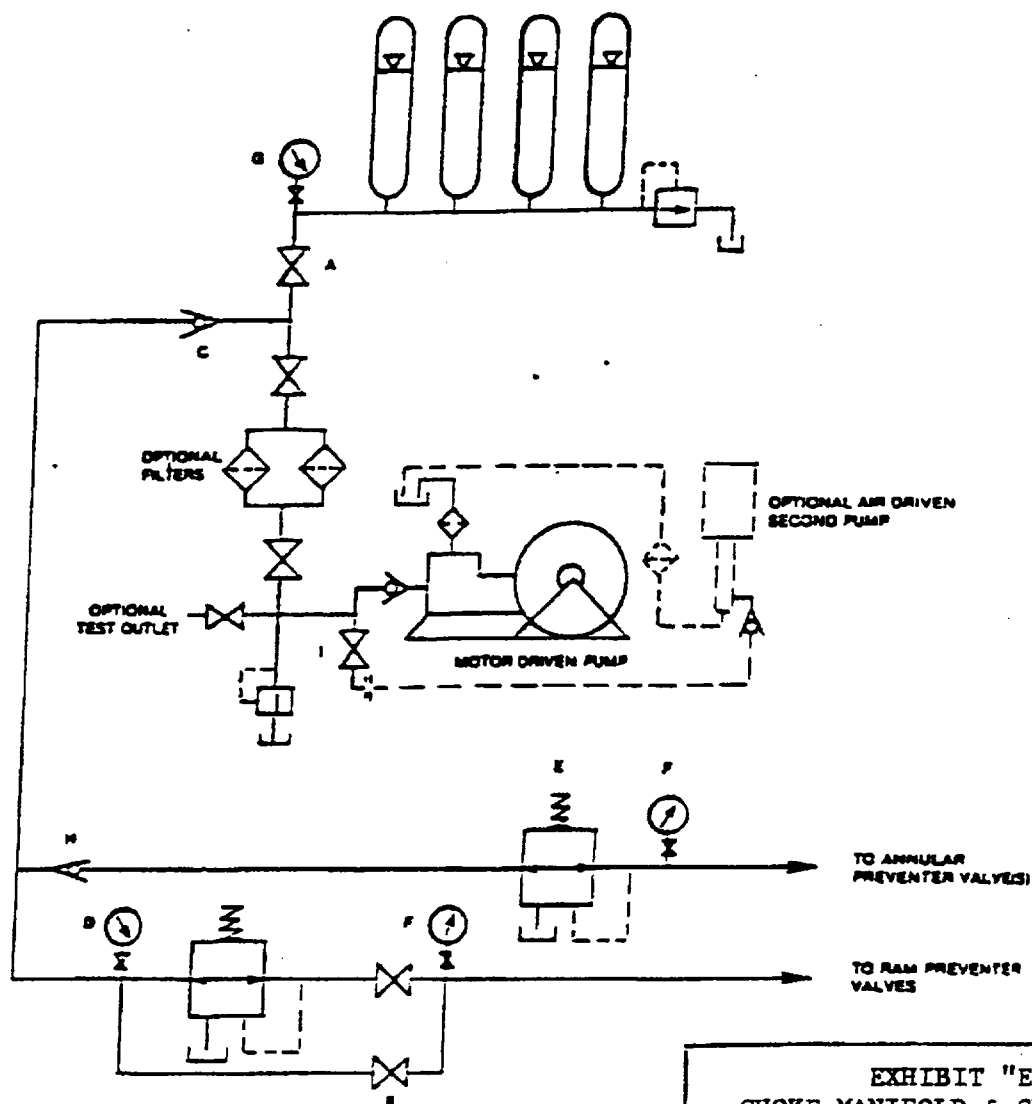 G
A
C
OPTIONAL
FILTERS
OPTIONAL AIR DRIVEN
SECOND PUMP
OPTIONAL
TEST OUTLET
I
MOTOR DRIVEN PUMP
E
F
H
TO ANNULAR
PREVENTER VALVE(S)
D
F
TO RAM PREVENTER
VALVES
EXHIBIT "E